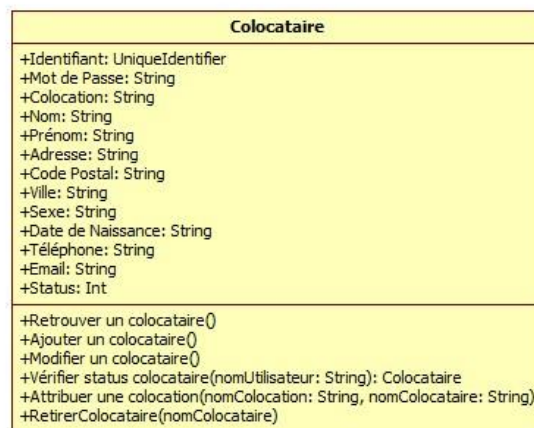 Colocataire
+Identifiant: UniqueIdentifier
+Mot de Passe: String
+Colocation: String
+Nom: String
+Prénom: String
+Adresse: String
+Code Postal: String
+Ville: String
+Sexe: String
+Date de Naissance: String
+Téléphone: String
+Email: String
+Status: Int
+Retrouver un colocataire()
+Ajouter un colocataire()
+Modifier un colocataire()
+Vérifier status colocataire(nomUtilisateur: String): Colocataire
+Attribuer une colocation(nomColocation: String, nomColocataire: String)
+RetirerColocataire(nomColocataire)